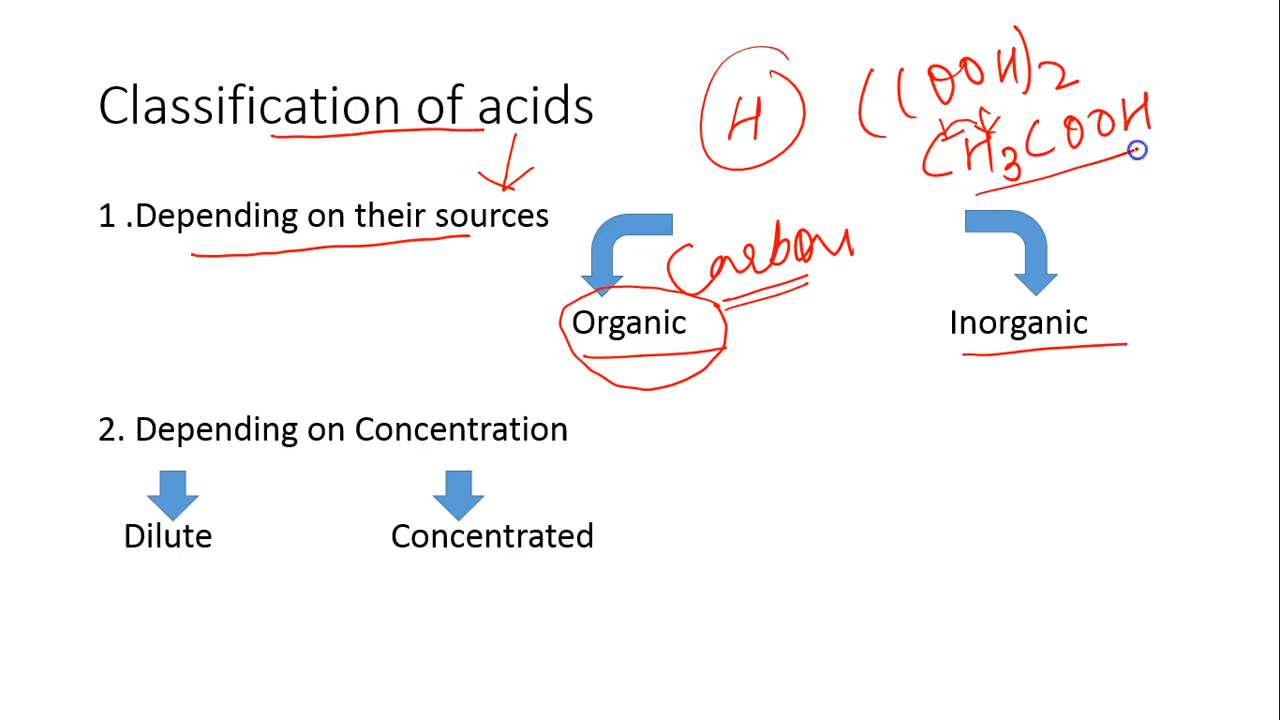 Classification of acids
H
(COOH)2
CH3COOH
1 .Depending on their sources
Carbon
Organic
Inorganic
2. Depending on Concentration
Dilute
Concentrated